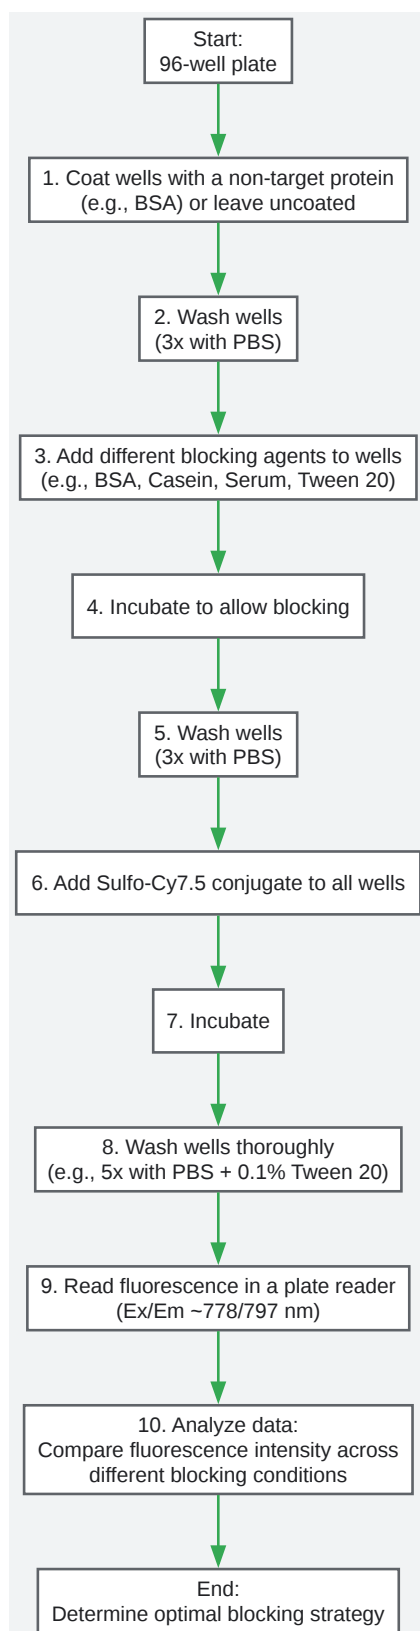 Start:
96-well plate
1. Coat wells with a non-target protein
(e.g., BSA) or leave uncoated
2. Wash wells
(3x with PBS)
3. Add different blocking agents to wells
(e.g., BSA, Casein, Serum, Tween 20)
4. Incubate to allow blocking
5. Wash wells
(3x with PBS)
6. Add Sulfo-Cy7.5 conjugate to all wells
7. Incubate
8. Wash wells thoroughly
(e.g., 5x with PBS + 0.1% Tween 20)
9. Read fluorescence in a plate reader
(Ex/Em ~778/797 nm)
10. Analyze data:
Compare fluorescence intensity across
different blocking conditions
End:
Determine optimal blocking strategy